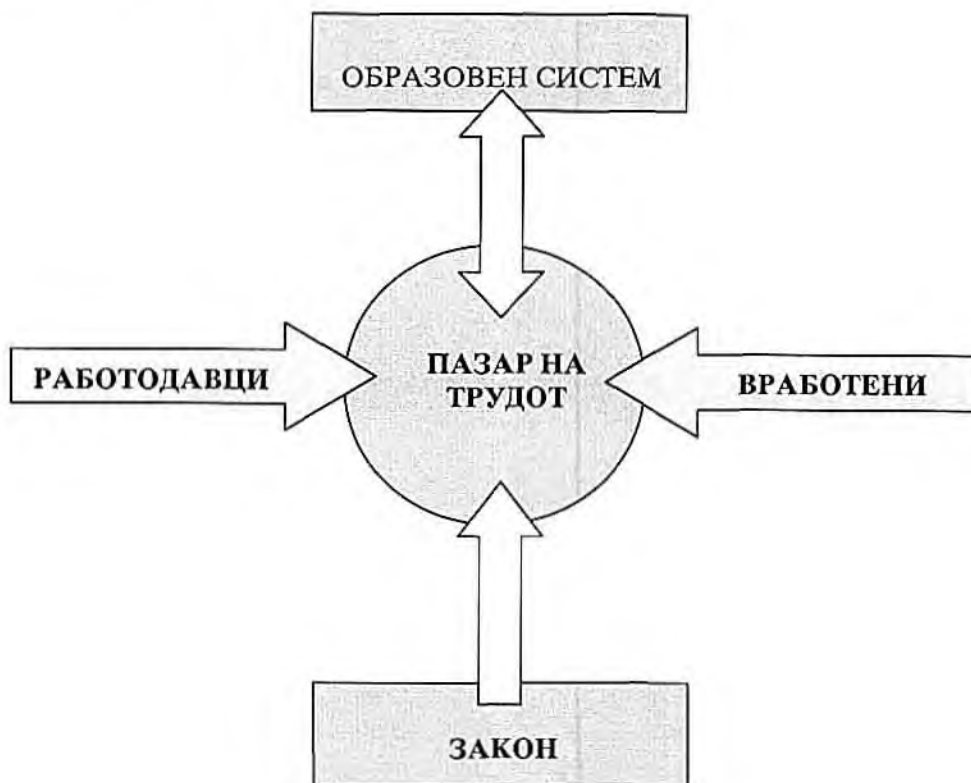 ОБРАЗОВЕН СИСТЕМ
РАБОТОДАВЦИ
ПАЗАР НА
ТРУДОТ
ВРАБОТЕНИ
ЗАКОН